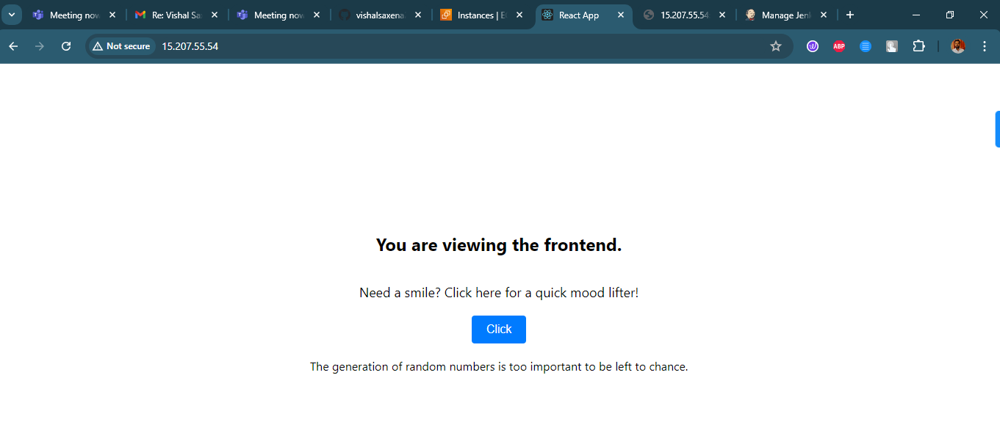 Meeting now
Re: Vishal Sa
Meeting now
vishalsaxena
Instances | E
React App
15.207.55.54
Manage Jen
Not secure
15.207.55.54
ABP
You are viewing the frontend.
Need a smile? Click here for a quick mood lifter!
Click
The generation of random numbers is too important to be left to chance.